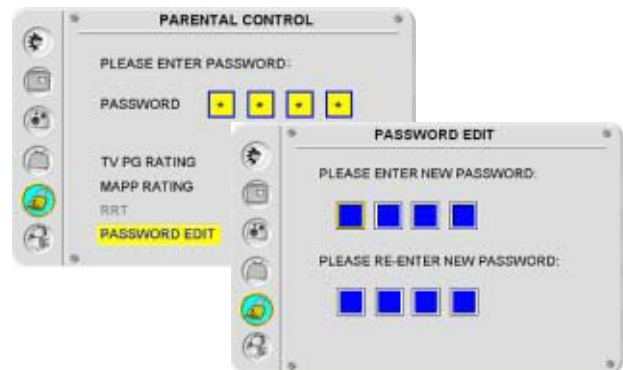 PARENTAL CONTROL
PLEASE ENTER PASSWORD:
PASSWORD * * * *
TV PG RATING
MAPP RATING
RRT
PASSWORD EDIT
PASSWORD EDIT
PLEASE ENTER NEW PASSWORD:
PLEASE RE-ENTER NEW PASSWORD: